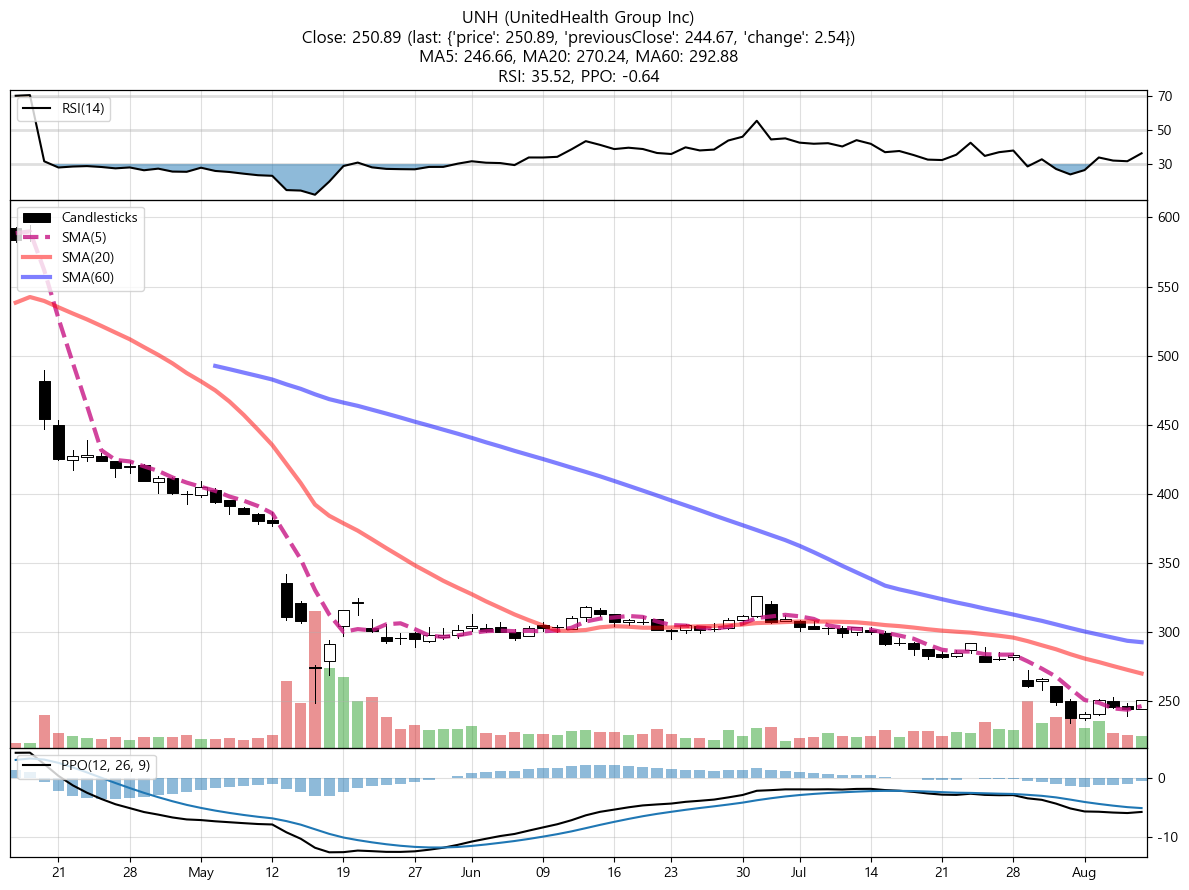 UNH (UnitedHealth Group Inc)
Close: 250.89 (last: {'price': 250.89, 'previousClose': 244.67, 'change': 2.54})
MA5: 246.66, MA20: 270.24, MA60: 292.88
RSI: 35.52, PPO: -0.64
RSI(14)
70
50
30
Candlesticks
SMA(5)
SMA(20)
SMA(60)
600
550
500
450
400
350
300
250
PPO(12, 26, 9)
0
-10
21 28 May 12 19 27 Jun 09 16 23 30 Jul 14 21 28 Aug